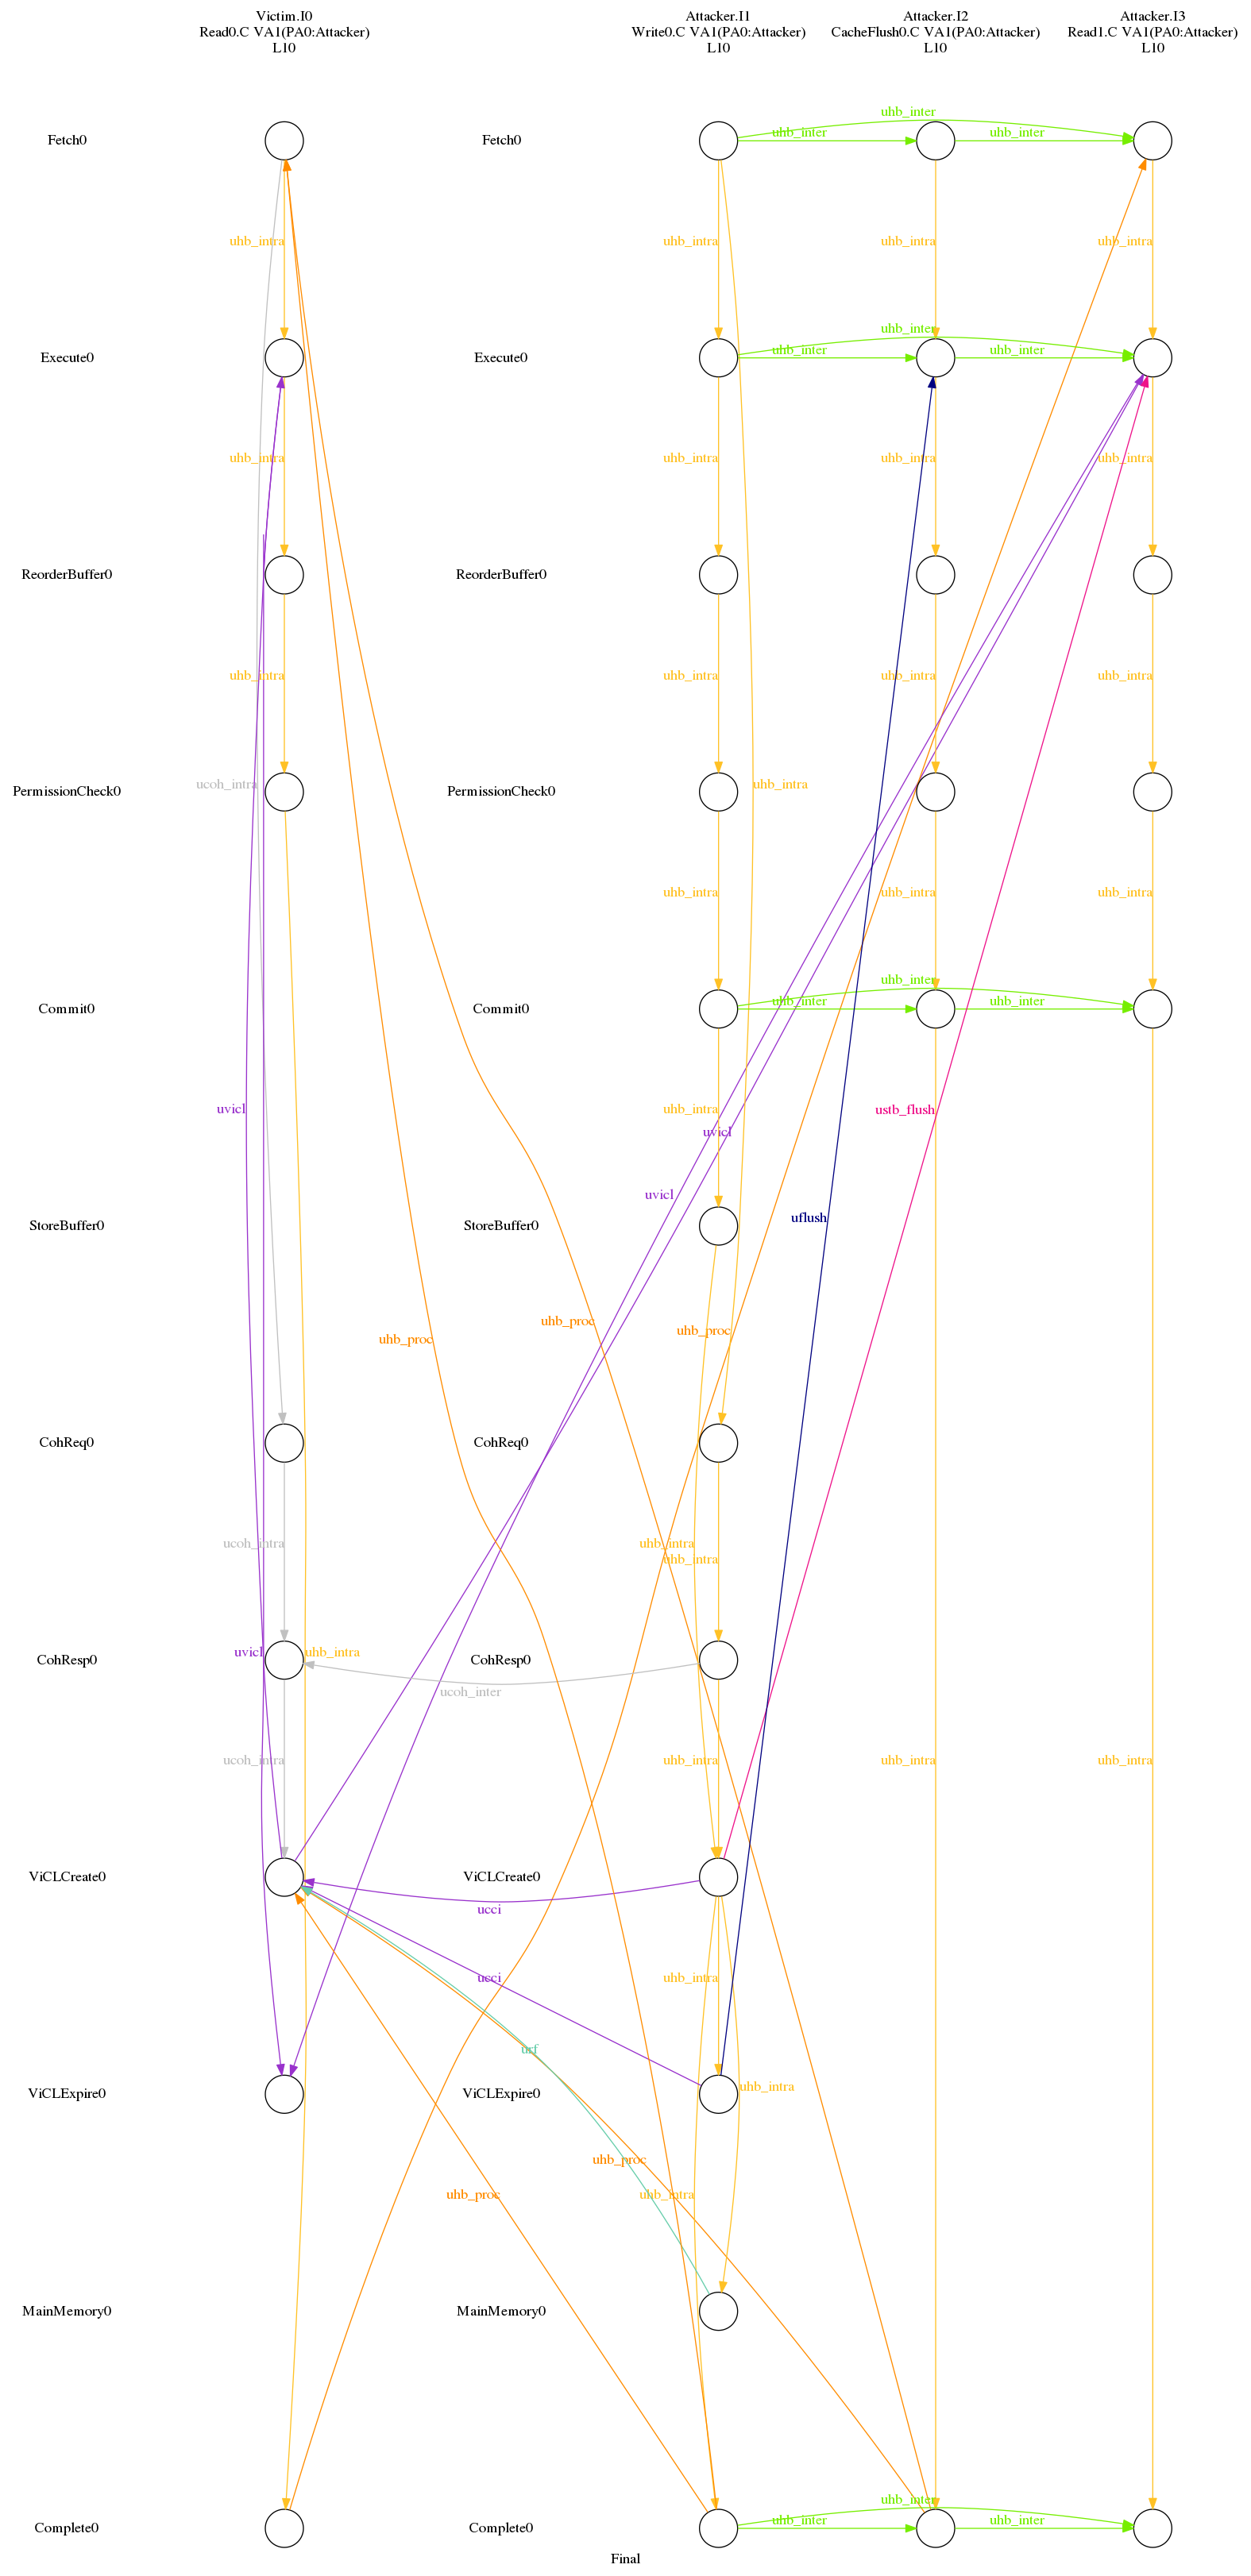 Victim.I0
Read0.C VA1(PA0:Attacker)
L10
Attacker.I1
Write0.C VA1(PA0:Attacker)
L10
Attacker.I2
CacheFlush0.C VA1(PA0:Attacker)
L10
Attacker.I3
Read1.C VA1(PA0:Attacker)
L10
uhb_inter
uhb_inter
uhb_inter
Fetch0
Fetch0
uhb_intra
uhb_intra
uhb_intra
uhb_intra
uhb_inter
uhb_inter
uhb_inter
Execute0
Execute0
uhb_intra
uhb_intra
uhb_intra
uhb_intra
ReorderBuffer0
ReorderBuffer0
uhb_intra
uhb_intra
uhb_intra
uhb_intra
ucoh_intra
uhb_intra
PermissionCheck0
PermissionCheck0
uhb_intra
uhb_intra
uhb_intra
uhb_inter
uhb_inter
uhb_inter
Commit0
Commit0
uvicl
uhb_intra
ustb_flush
uvicl
uvicl
uflush
StoreBuffer0
StoreBuffer0
uhb_proc
uhb_proc
uhb_proc
CohReq0
CohReq0
ucoh_intra
uhb_intra
uhb_intra
uvicl
uhb_intra
CohResp0
CohResp0
ucoh_inter
ucoh_intra
uhb_intra
uhb_intra
uhb_intra
ViCLCreate0
ViCLCreate0
ucci
ucci
uhb_intra
urf
uhb_intra
ViCLExpire0
ViCLExpire0
uhb_proc
uhb_proc
uhb_intra
MainMemory0
MainMemory0
uhb_inter
uhb_inter
uhb_inter
Complete0
Complete0
Final